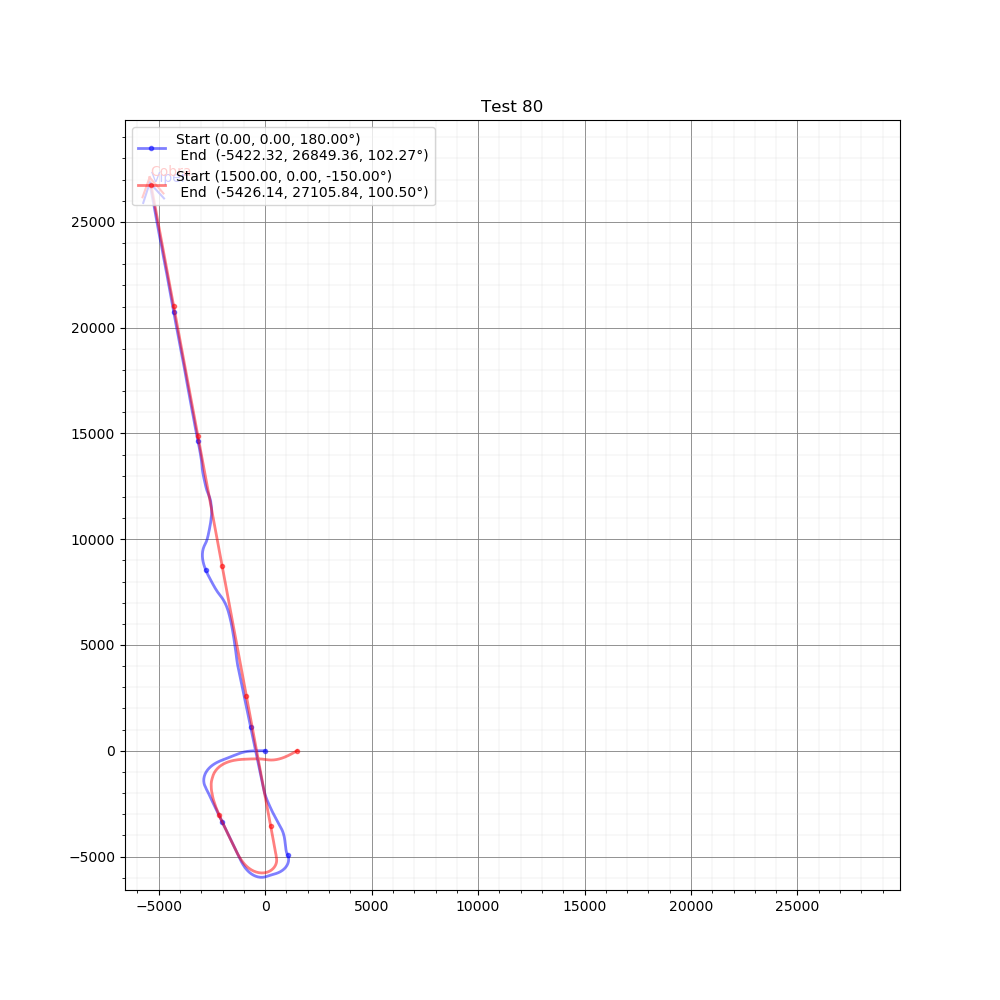 Test 80
Start (0.00, 0.00, 180.00°)
End  (-5422.32, 26849.36, 102.27°)
Start (1500.00, 0.00, -150.00°)
End  (-5426.14, 27105.84, 100.50°)
25000
20000
15000
10000
5000
0
−5000
−5000 0 5000 10000 15000 20000 25000